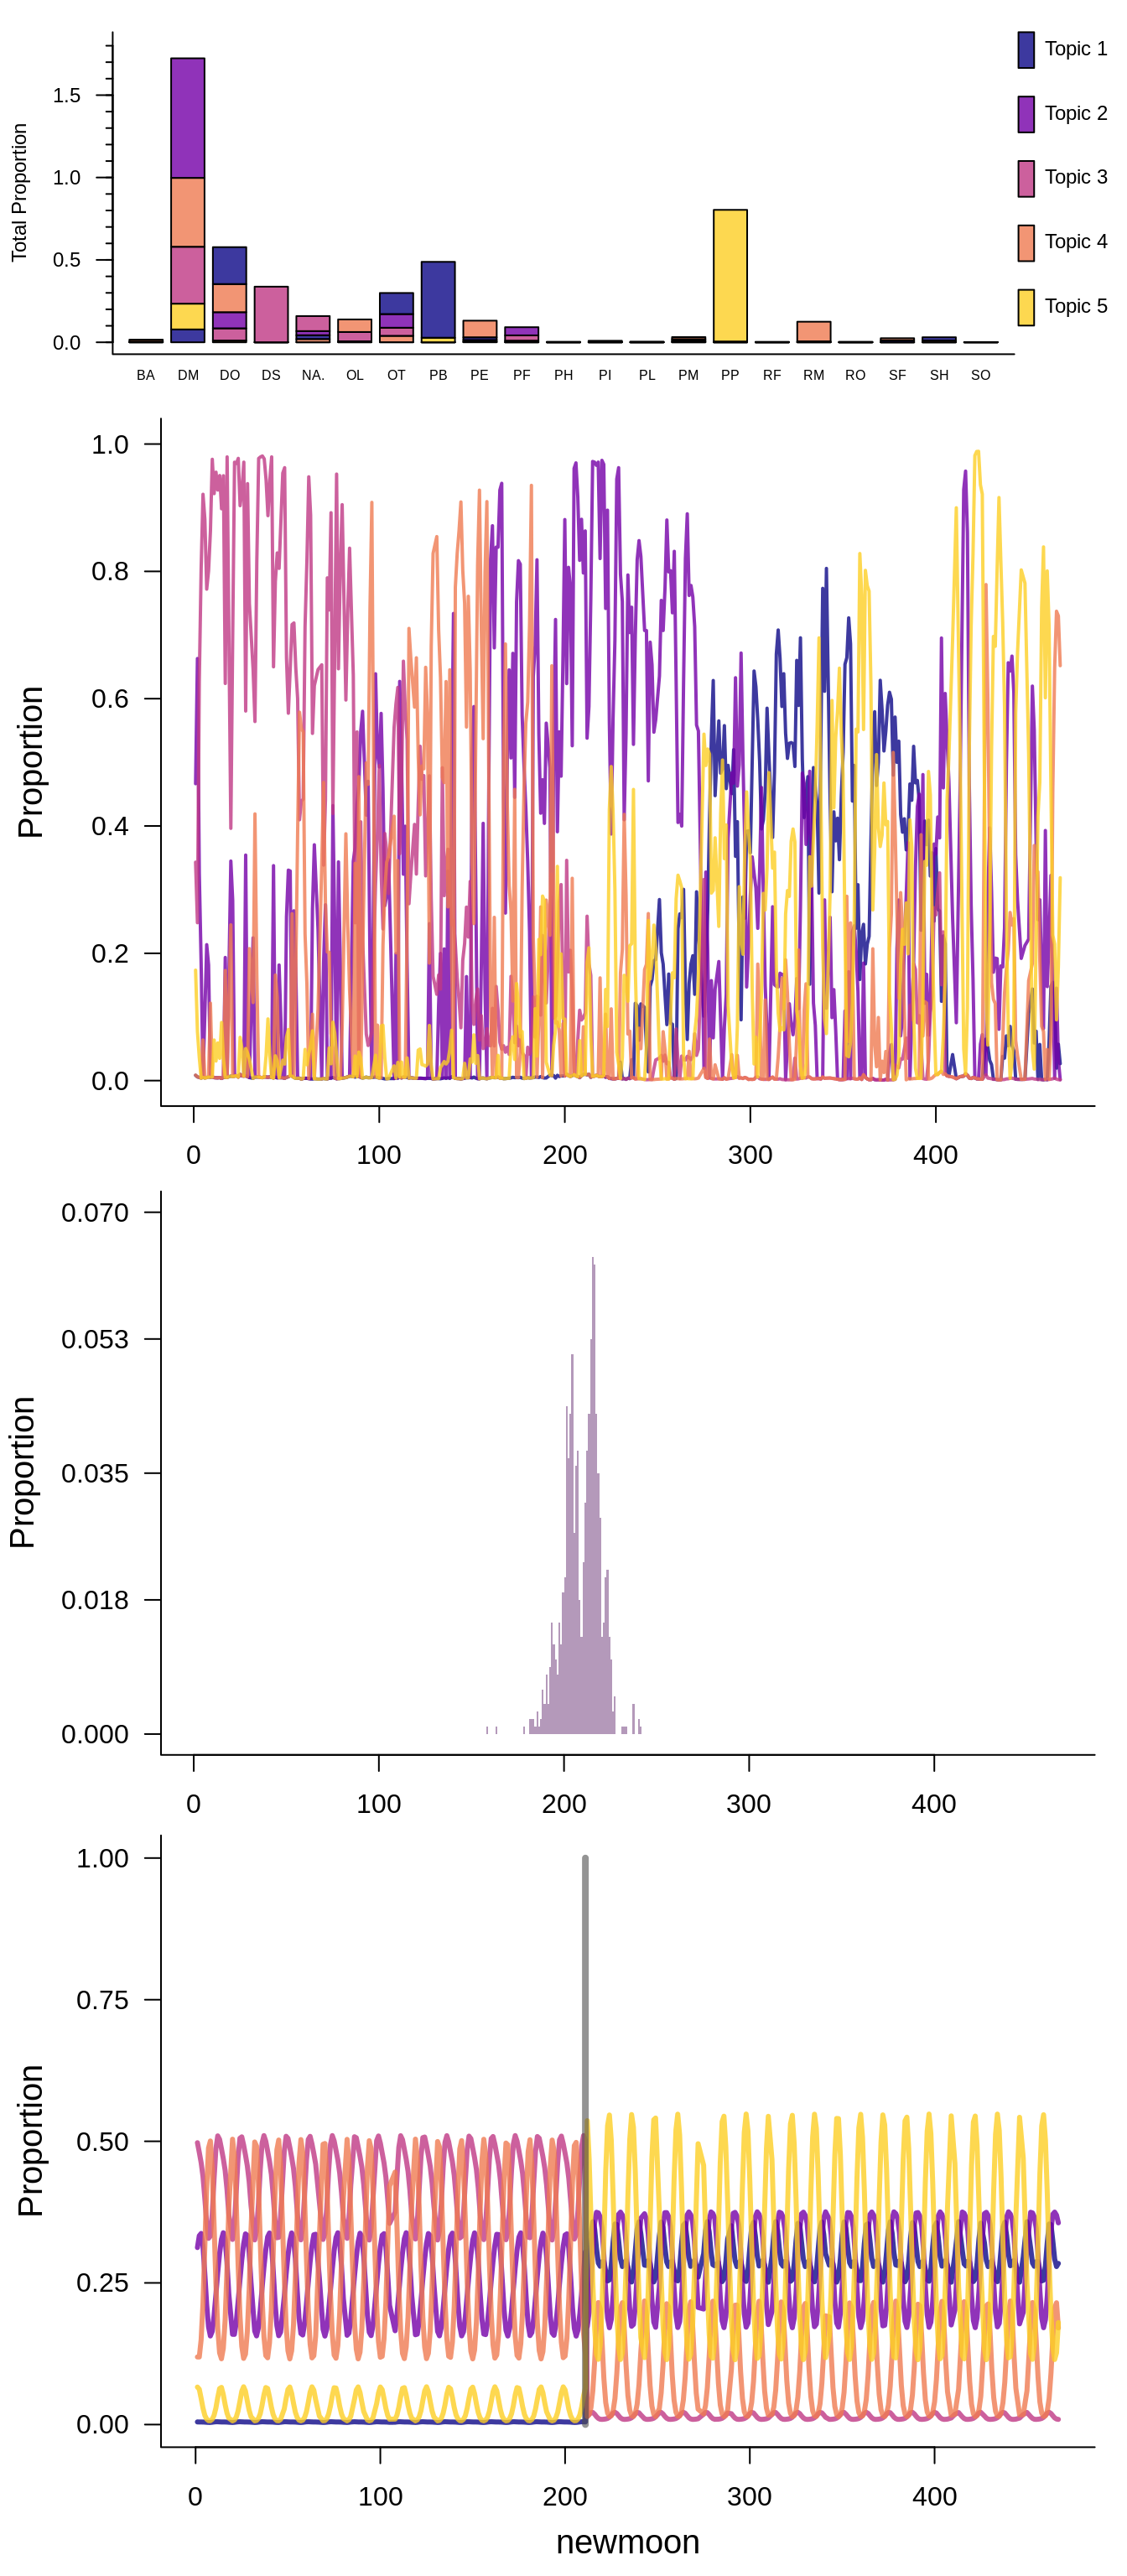 Total Proportion
1.5
1.0
0.5
0.0
BA DM DO DS NA. OL OT PB PE PF PH PI PL PM PP RF RM RO SF SH SO
Topic 1
Topic 2
Topic 3
Topic 4
Topic 5
Proportion
1.0
0.8
0.6
0.4
0.2
0.0
0 100 200 300 400
Proportion
0.070
0.053
0.035
0.018
0.000
0 100 200 300 400
Proportion
1.00
0.75
0.50
0.25
0.00
0 100 200 300 400
newmoon